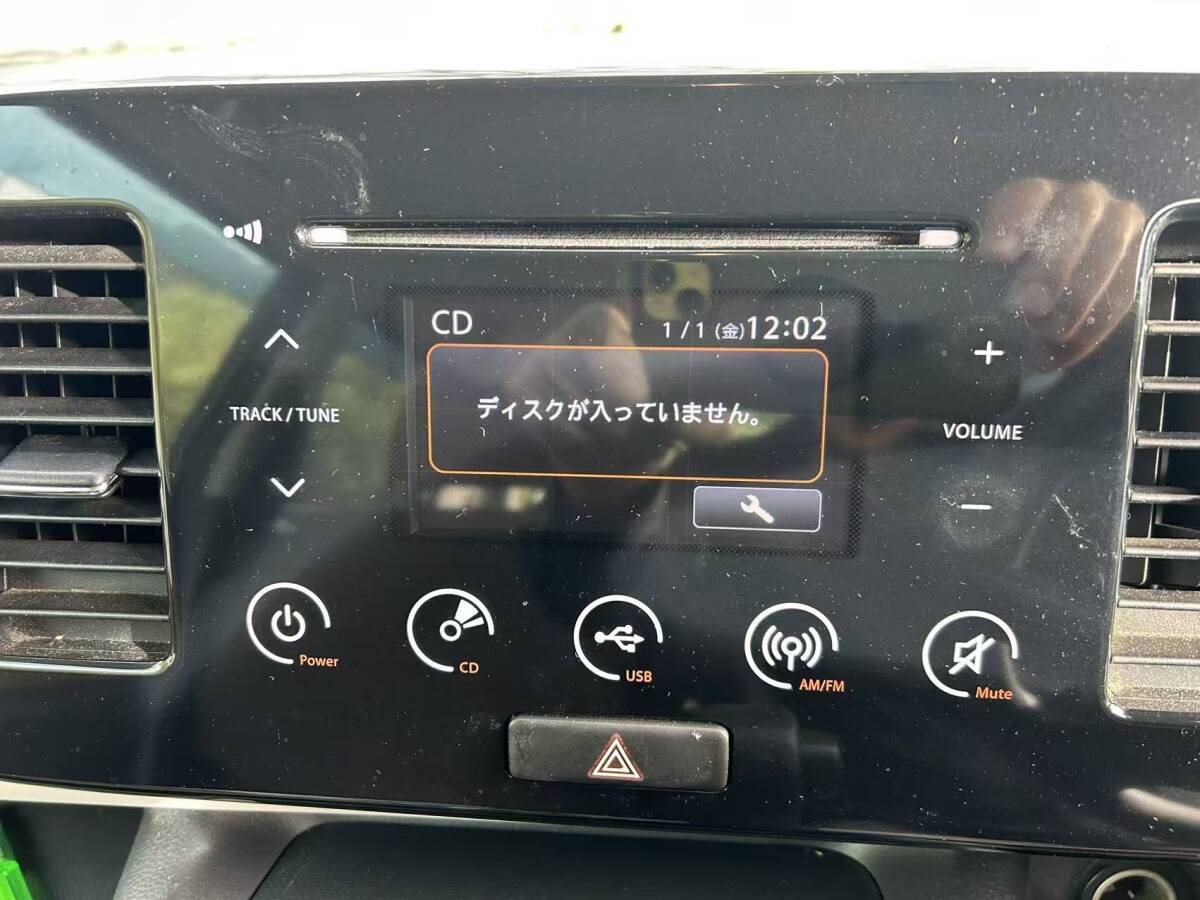 CD
1/1(金)12:02
ディスクが入っていません。
TRACK/TUNE
VOLUME
Power
CD
USB
AM/FM
Mute